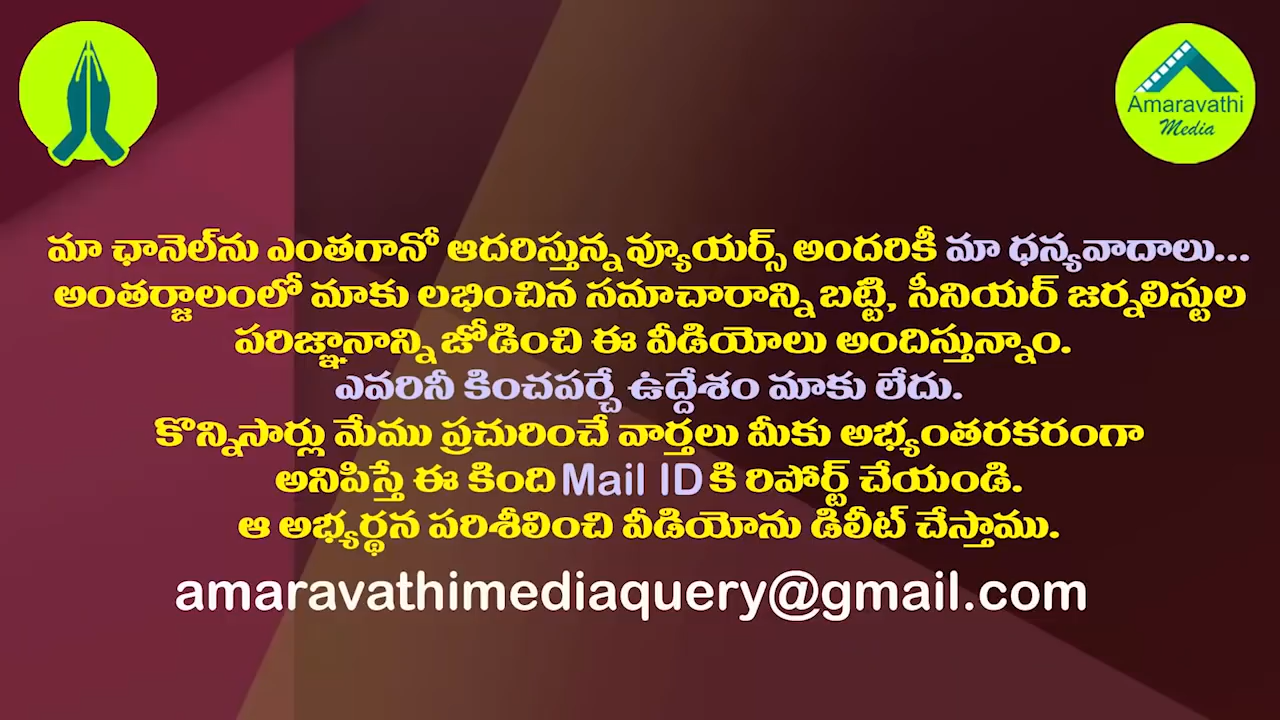 Amaravathi
Media
మా ఛానెల్‌ను ఎంతగానో ఆదరిస్తున్న వ్యూయర్స్ అందరికీ మా ధన్యవాదాలు...
అంతర్జాలంలో మాకు లభించిన సమాచారాన్ని బట్టి, సీనియర్ జర్నలిస్టుల
పరిజ్ఞానాన్ని జోడించి ఈ వీడియోలు అందిస్తున్నాం.
ఎవరినీ కించపర్చే ఉద్దేశం మాకు లేదు.
కొన్నిసార్లు మేము ప్రచురించే వార్తలు మీకు అభ్యంతరకరంగా
అనిపిస్తే ఈ కింది Mail ID కి రిపోర్ట్ చేయండి.
ఆ అభ్యర్థన పరిశీలించి వీడియోను డిలీట్ చేస్తాము.
amaravathimediaquery@gmail.com